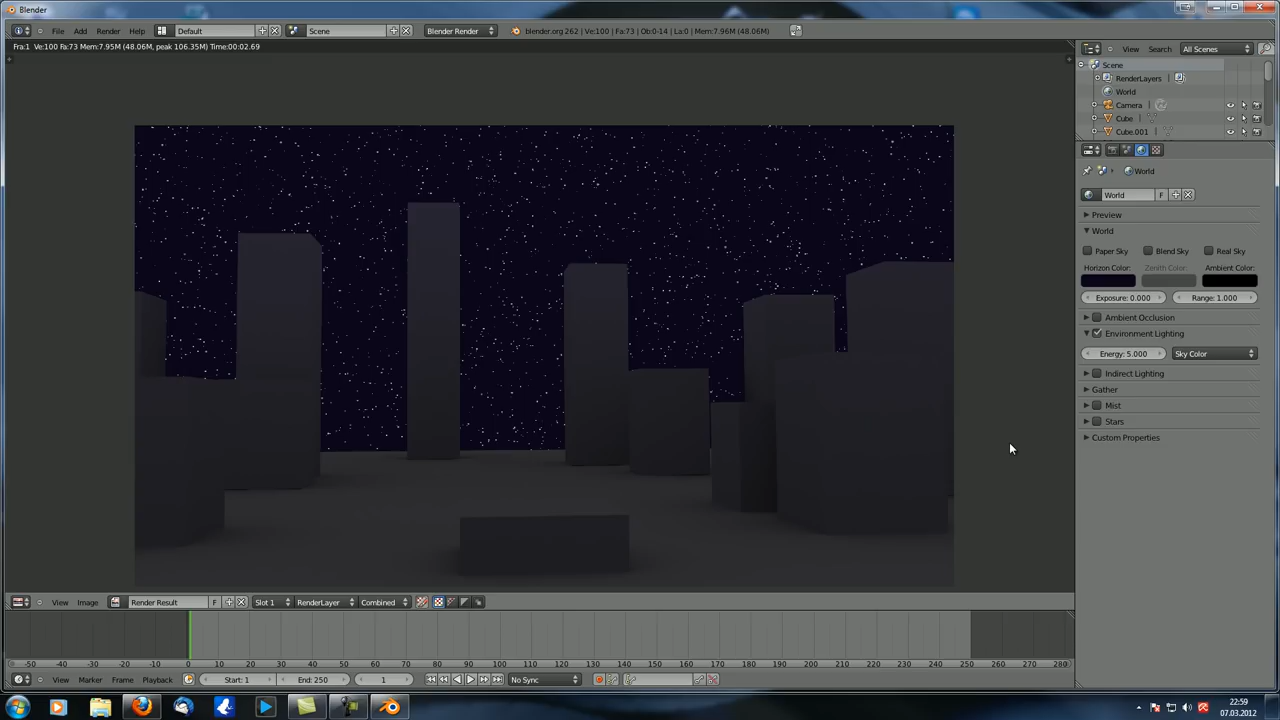 Blender
File Add Render Help Default Scene Blender Render blender.org 262 | Ve:100 | Fa:73 | Ob:0-14 | La:0 | Mem:7.96M (48.06M)
Fra:1 Ve:100 Fa:73 Mem:7.95M (48.06M, peak 106.35M) Time:00:02.69
View Search All Scenes
Scene
RenderLayers
World
Camera
Cube
Cube.001
World
World F
Preview
World
Paper Sky Blend Sky Real Sky
Horizon Color: Zenith Color: Ambient Color:
Exposure: 0.000 Range: 1.000
Ambient Occlusion
Environment Lighting
Energy: 5.000 Sky Color
Indirect Lighting
Gather
Mist
Stars
Custom Properties
View Image Render Result F Slot 1 RenderLayer Combined
-50 -40 -30 -20 -10 0 10 20 30 40 50 60 70 80 90 100 110 120 130 140 150 160 170 180 190 200 210 220 230 240 250 260 270 280
View Marker Frame Playback Start: 1 End: 250 1 No Sync
22:59
07.03.2012